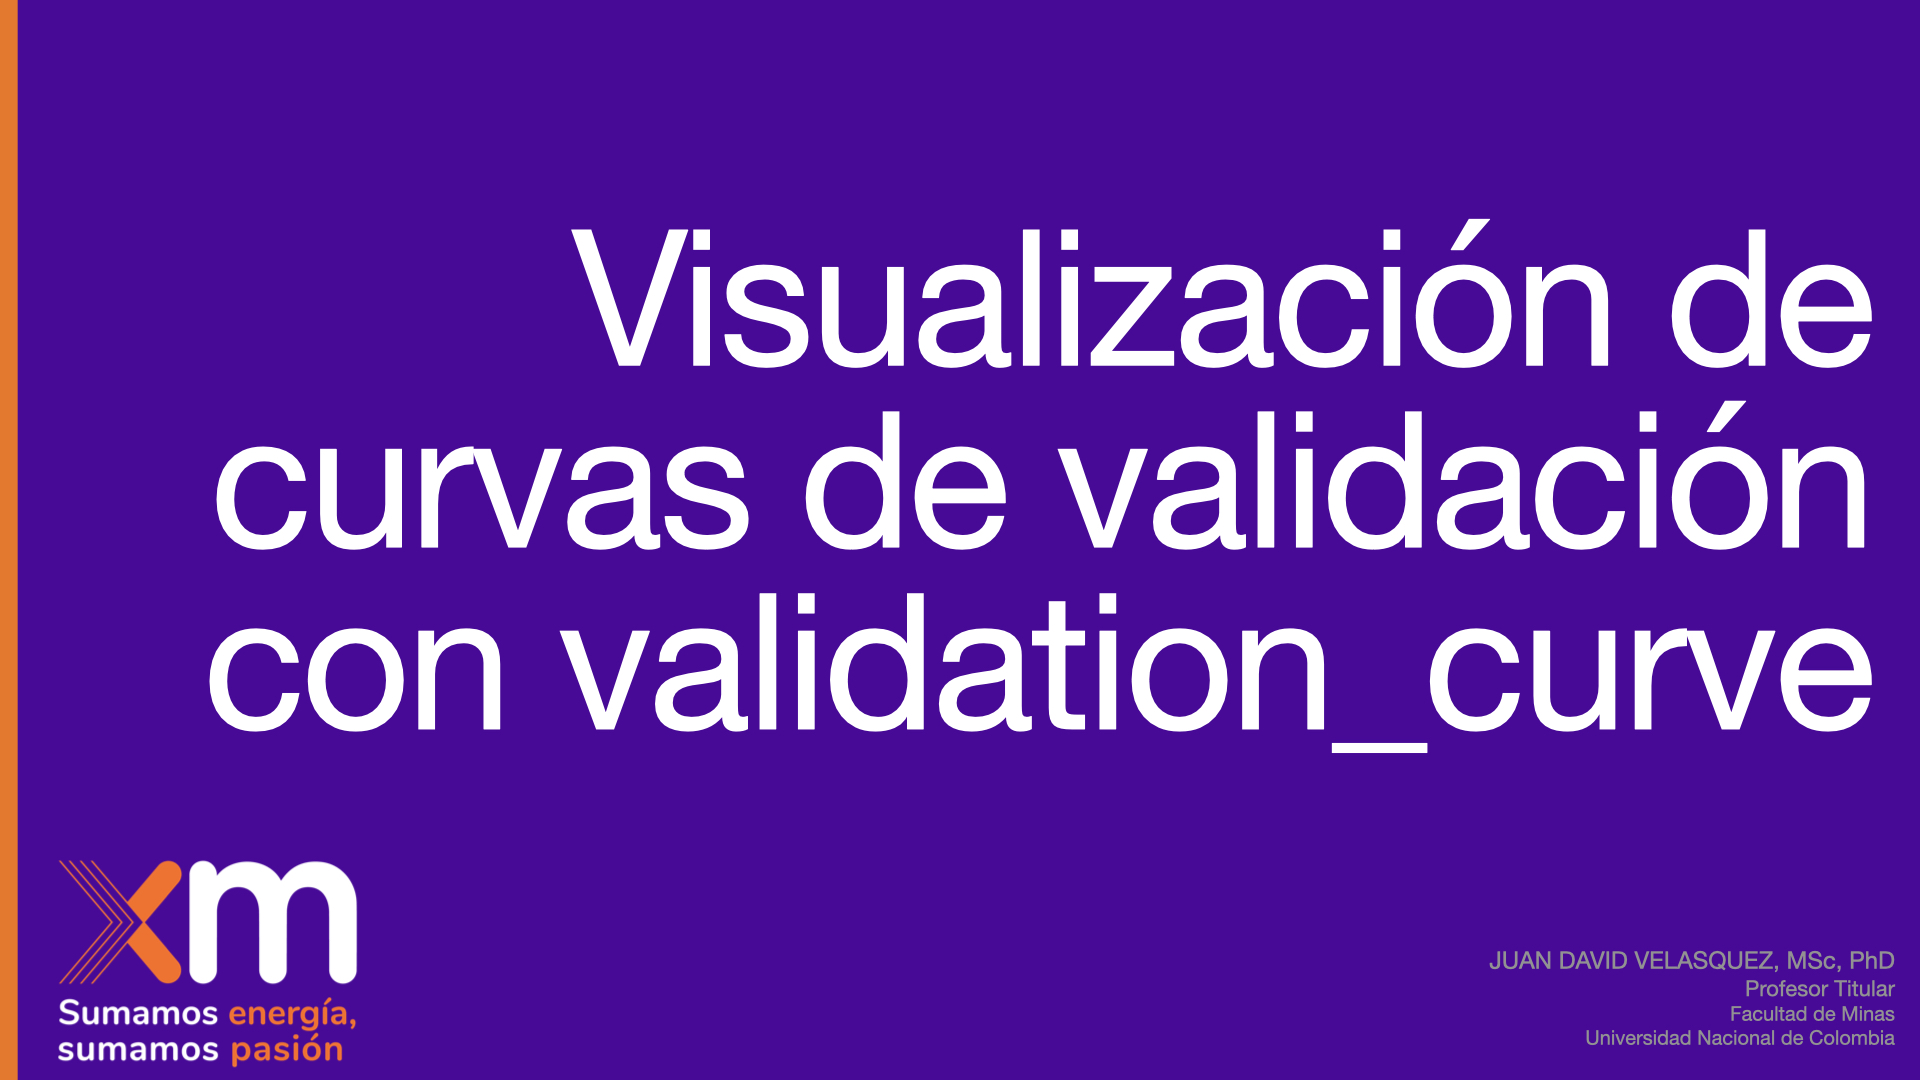 Visualización de
curvas de validación
con validation_curve
xm
Sumamos energía,
sumamos pasión
JUAN DAVID VELASQUEZ, MSc, PhD
Profesor Titular
Facultad de Minas
Universidad Nacional de Colombia